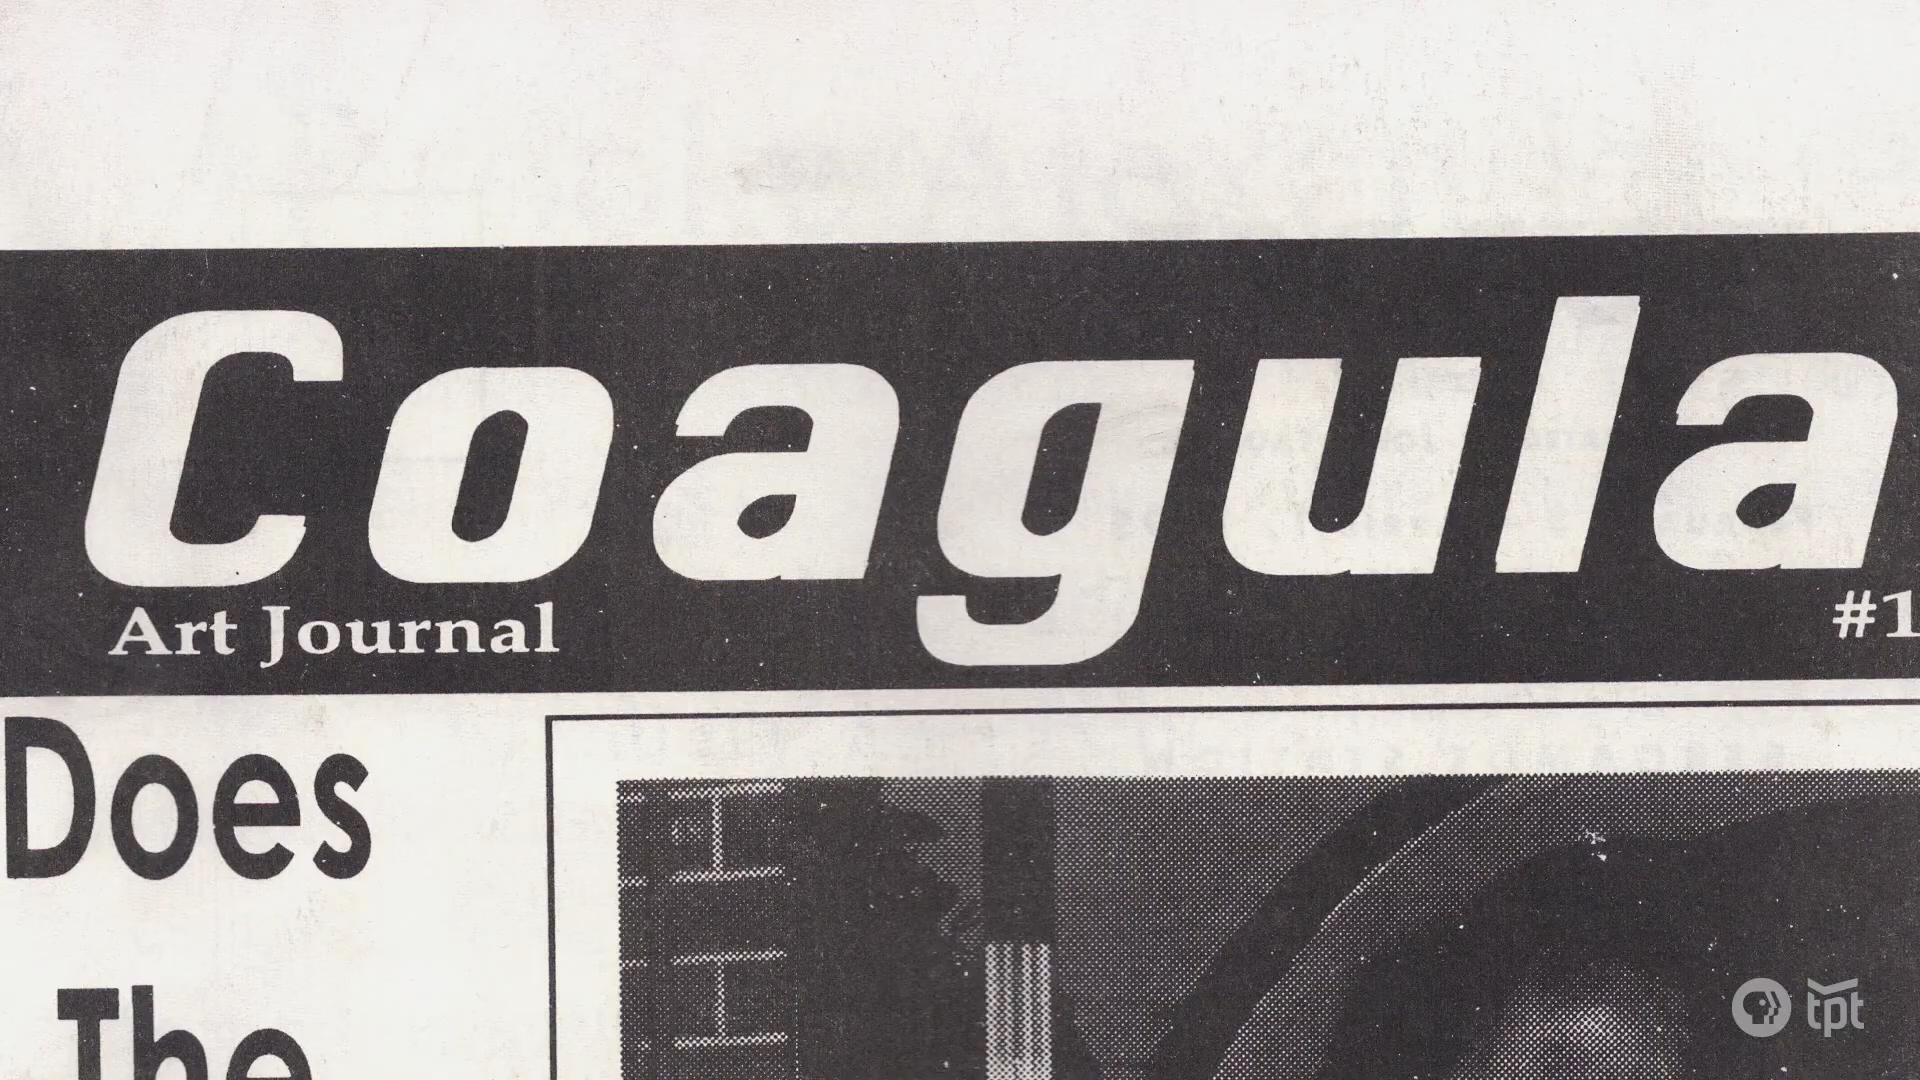 Coagula
Art Journal
#1
Does
The
tpt